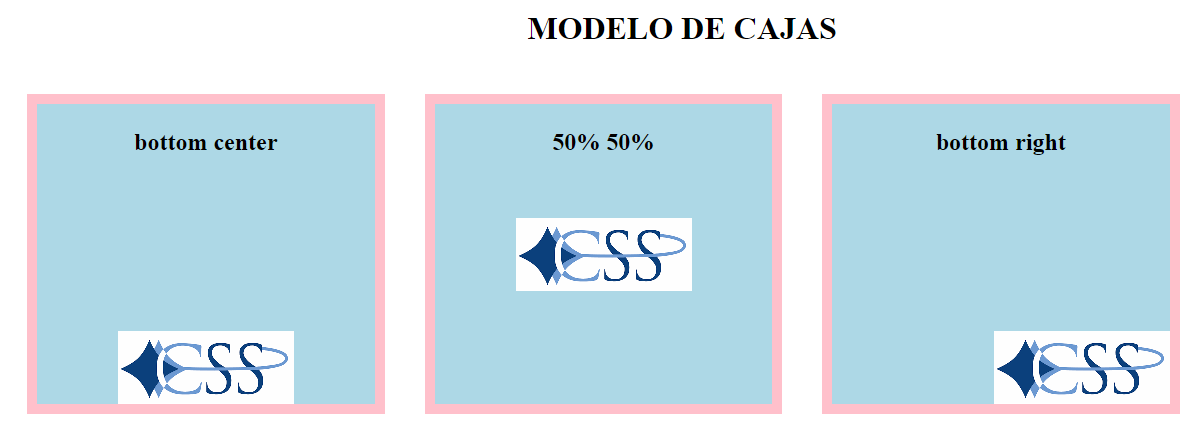 MODELO DE CAJAS
bottom center
50% 50%
bottom right
CSS
CSS
CSS